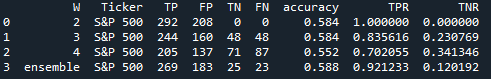 W Ticker TP FP TN FN accuracy TPR TNR
0 2 S&P 500 292 208 0 0 0.584 1.000000 0.000000
1 3 S&P 500 244 160 48 48 0.584 0.835616 0.230769
2 4 S&P 500 205 137 71 87 0.552 0.702055 0.341346
3 ensemble S&P 500 269 183 25 23 0.588 0.921233 0.120192